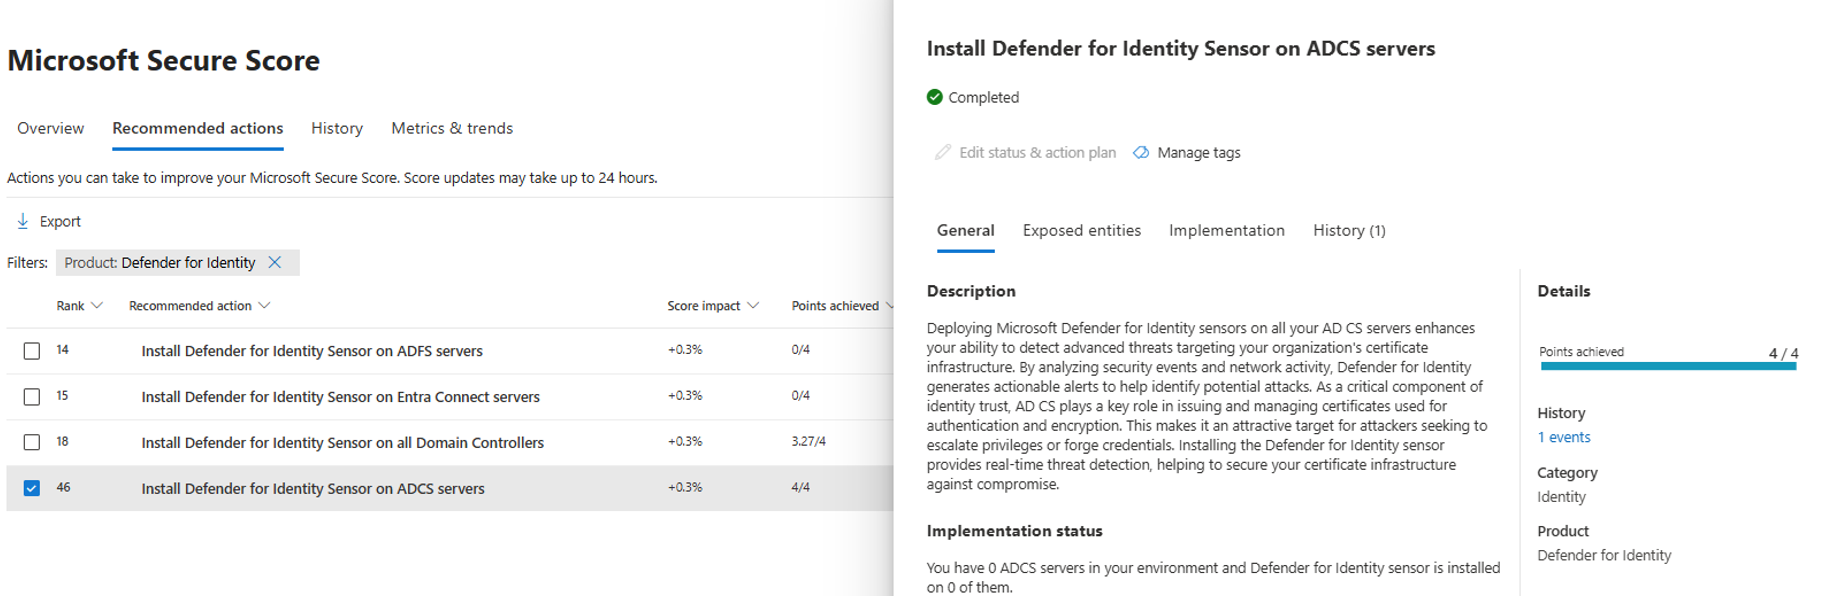 Microsoft Secure Score
Overview Recommended actions History Metrics & trends
Actions you can take to improve your Microsoft Secure Score. Score updates may take up to 24 hours.
Export
Filters: Product: Defender for Identity
Rank Recommended action Score impact Points achieved
14 Install Defender for Identity Sensor on ADFS servers +0.3% 0/4
15 Install Defender for Identity Sensor on Entra Connect servers +0.3% 0/4
18 Install Defender for Identity Sensor on all Domain Controllers +0.3% 3.27/4
46 Install Defender for Identity Sensor on ADCS servers +0.3% 4/4
Install Defender for Identity Sensor on ADCS servers
Completed
Edit status & action plan Manage tags
General Exposed entities Implementation History (1)
Description
Deploying Microsoft Defender for Identity sensors on all your AD CS servers enhances
your ability to detect advanced threats targeting your organization's certificate
infrastructure. By analyzing security events and network activity, Defender for Identity
generates actionable alerts to help identify potential attacks. As a critical component of
identity trust, AD CS plays a key role in issuing and managing certificates used for
authentication and encryption. This makes it an attractive target for attackers seeking to
escalate privileges or forge credentials. Installing the Defender for Identity sensor
provides real-time threat detection, helping to secure your certificate infrastructure
against compromise.
Implementation status
You have 0 ADCS servers in your environment and Defender for Identity sensor is installed
on 0 of them.
Details
Points achieved 4 / 4
History
1 events
Category
Identity
Product
Defender for Identity